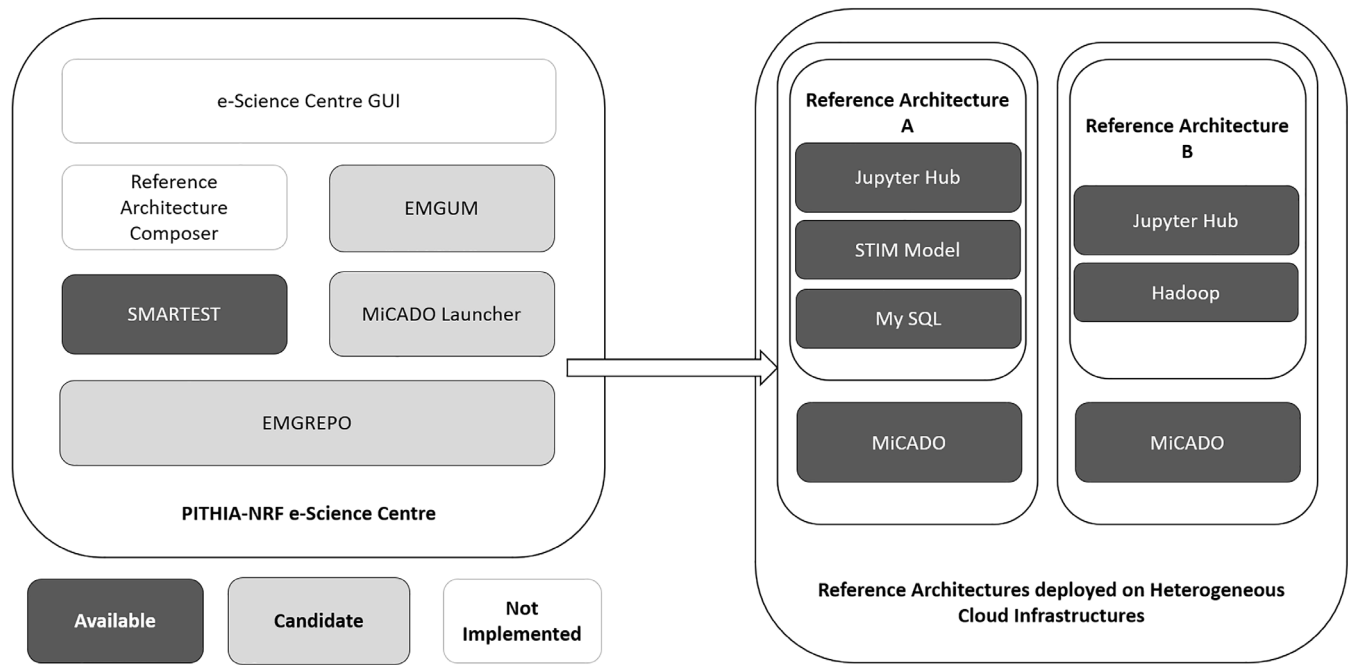 e-Science Centre GUI
Reference
Architecture
Composer
EMGUM
SMARTEST
MiCADO Launcher
EMGREPO
PITHIA-NRF e-Science Centre
Available
Candidate
Not
Implemented
Reference Architecture
A
Jupyter Hub
STIM Model
My SQL
MiCADO
Reference Architecture
B
Jupyter Hub
Hadoop
MiCADO
Reference Architectures deployed on Heterogeneous
Cloud Infrastructures